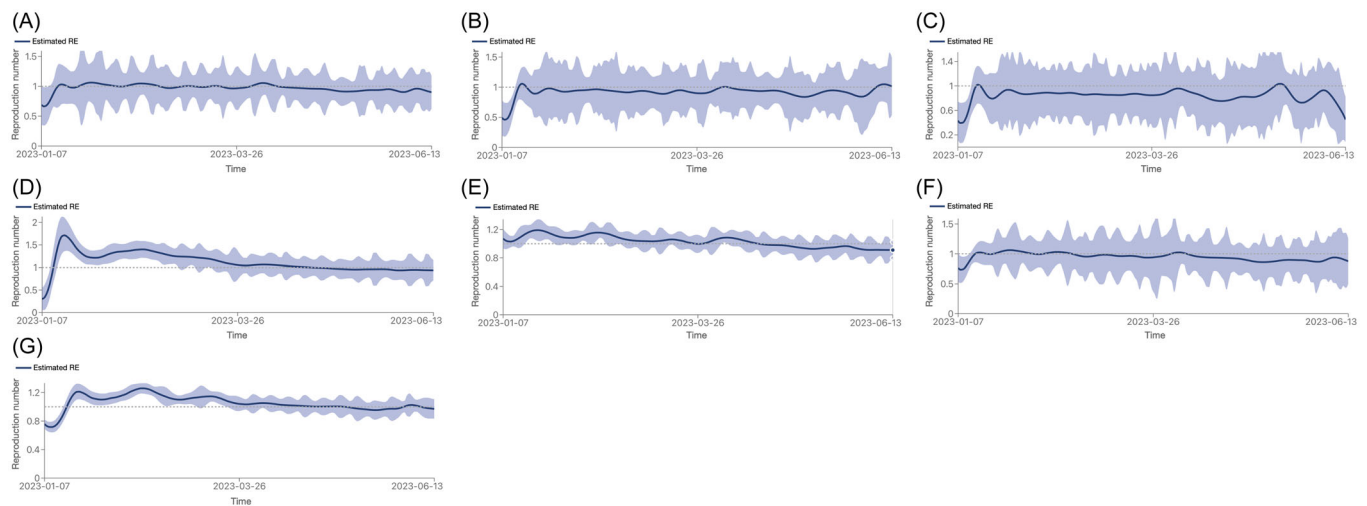 (A)
Estimated RE
Reproduction number
1.5
1
0.5
0
2023-01-07
2023-03-26
2023-06-13
Time
(B)
Estimated RE
Reproduction number
1.5
1
0.5
0
2023-01-07
2023-03-26
2023-06-13
Time
(C)
Estimated RE
Reproduction number
1.4
1
0.6
0.2
2023-01-07
2023-03-26
2023-06-13
Time
(D)
Estimated RE
Reproduction number
2
1.5
1
0.5
0
2023-01-07
2023-03-26
2023-06-13
Time
(E)
Estimated RE
Reproduction number
1.2
0.8
0.4
0
2023-01-07
2023-03-26
2023-06-13
Time
(F)
Estimated RE
Reproduction number
1.5
1
0.5
0
2023-01-07
2023-03-26
2023-06-13
Time
(G)
Estimated RE
Reproduction number
1.2
0.8
0.4
0
2023-01-07
2023-03-26
2023-06-13
Time